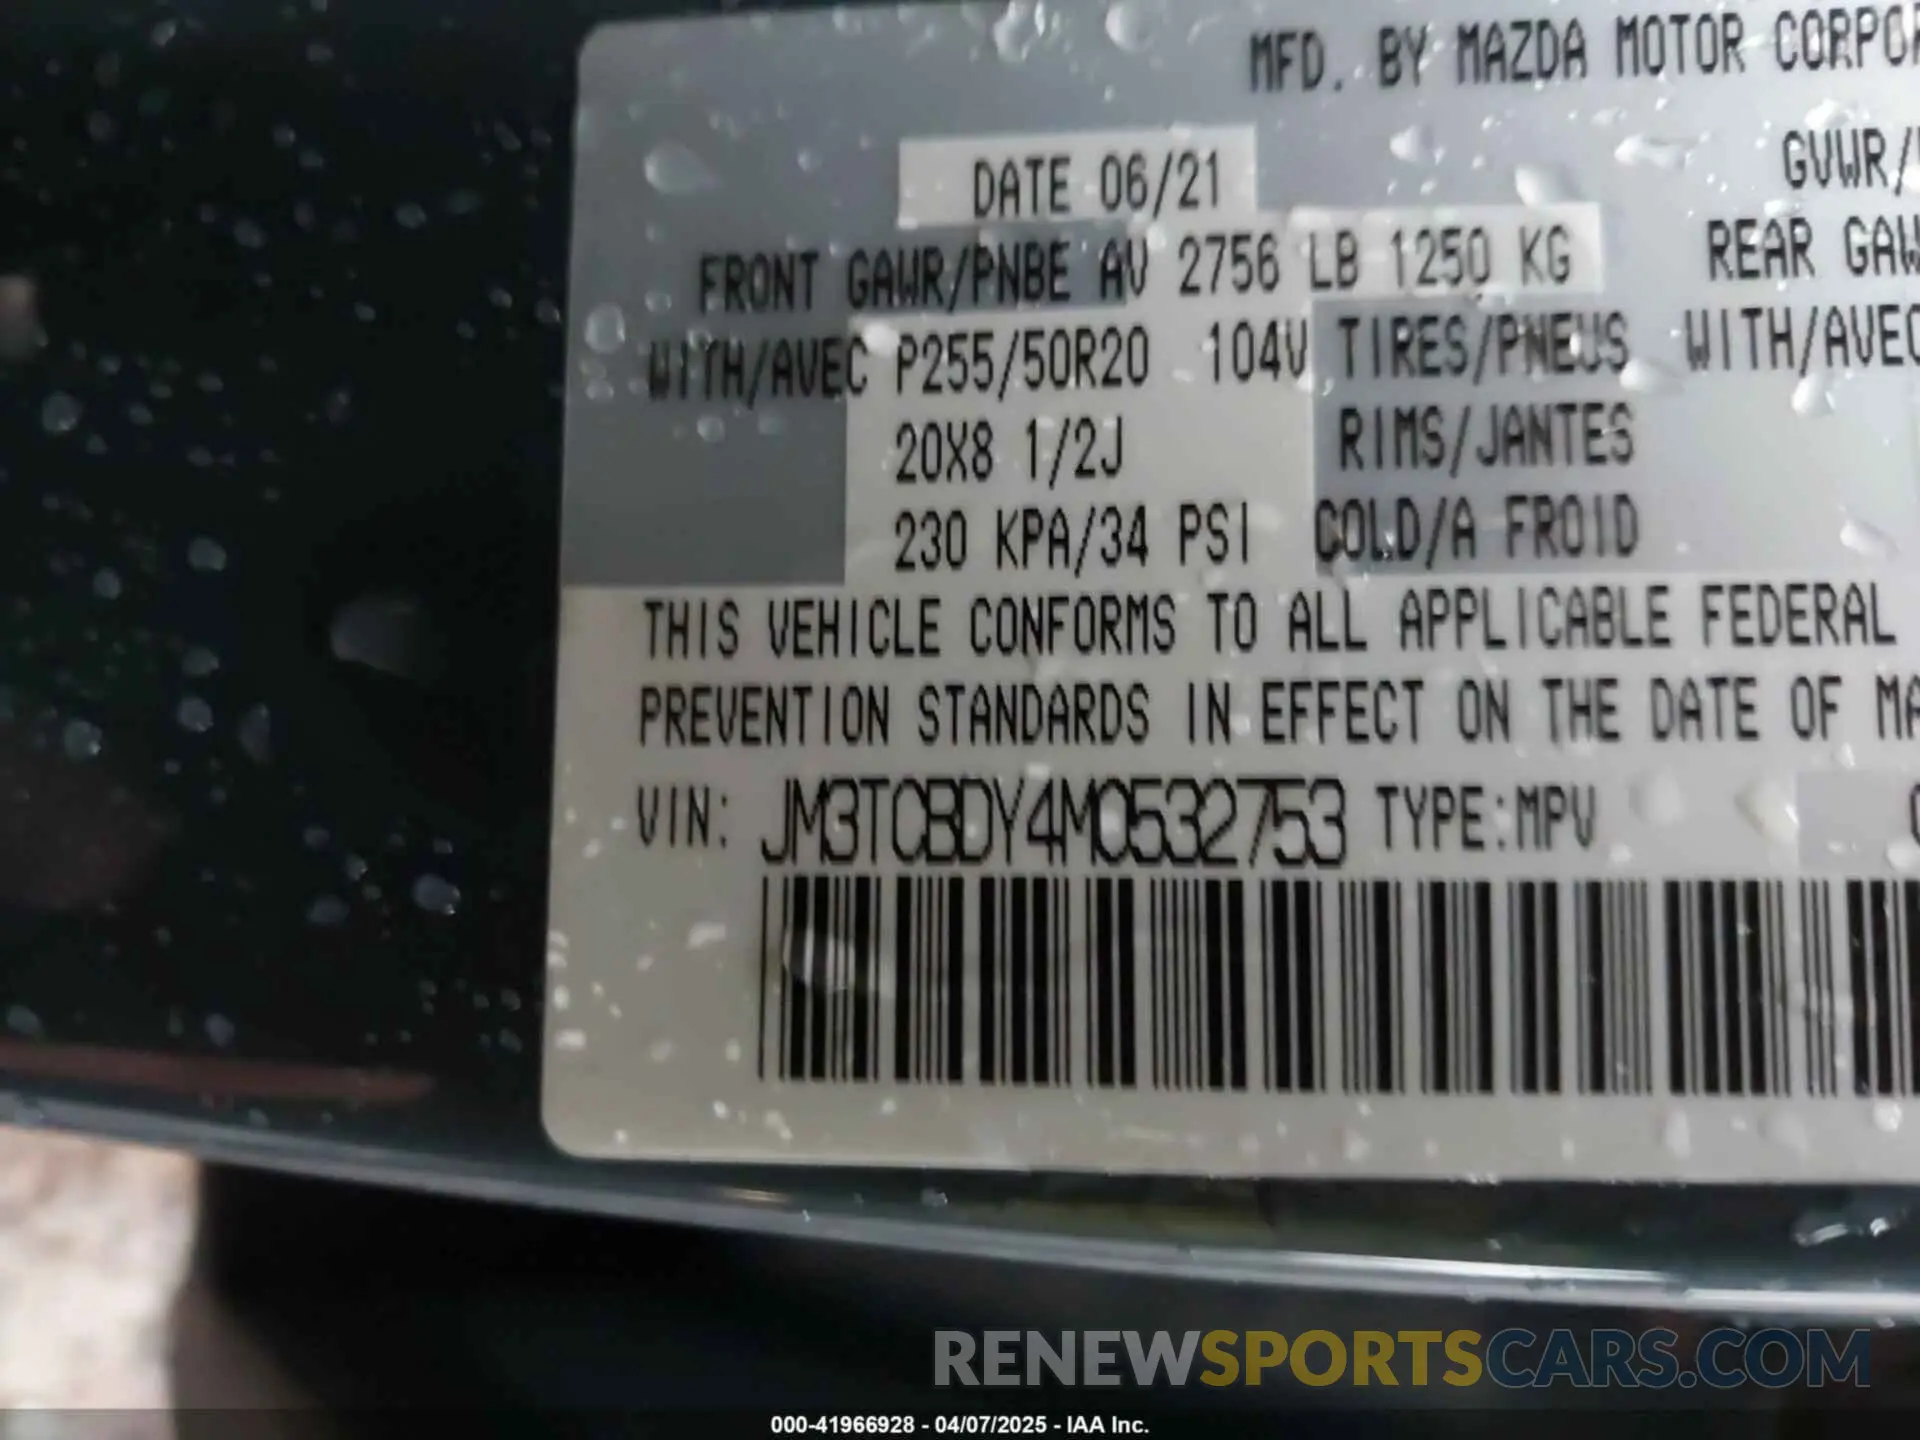 MFD. BY MAZDA MOTOR
DATE 06/21
GVWR/
FRONT GAWR/PNBE AV 2756 LB 1250 KG REAR
WITH/AVEC P255/50R20 104V TIRES/PNEUS WITH/AVEC
20X8 1/2J RIMS/JANTES
230 KPA/34 PSI COLD/A FROID
THIS VEHICLE CONFORMS TO ALL APPLICABLE FEDERAL
PREVENTION STANDARDS IN EFFECT ON THE DATE OF
VIN: JM3TCBDY4M0532753 TYPE:MPV
RENEWSPORTSCARS.COM
000-41966928 - 04/07/2025 - IAA Inc.